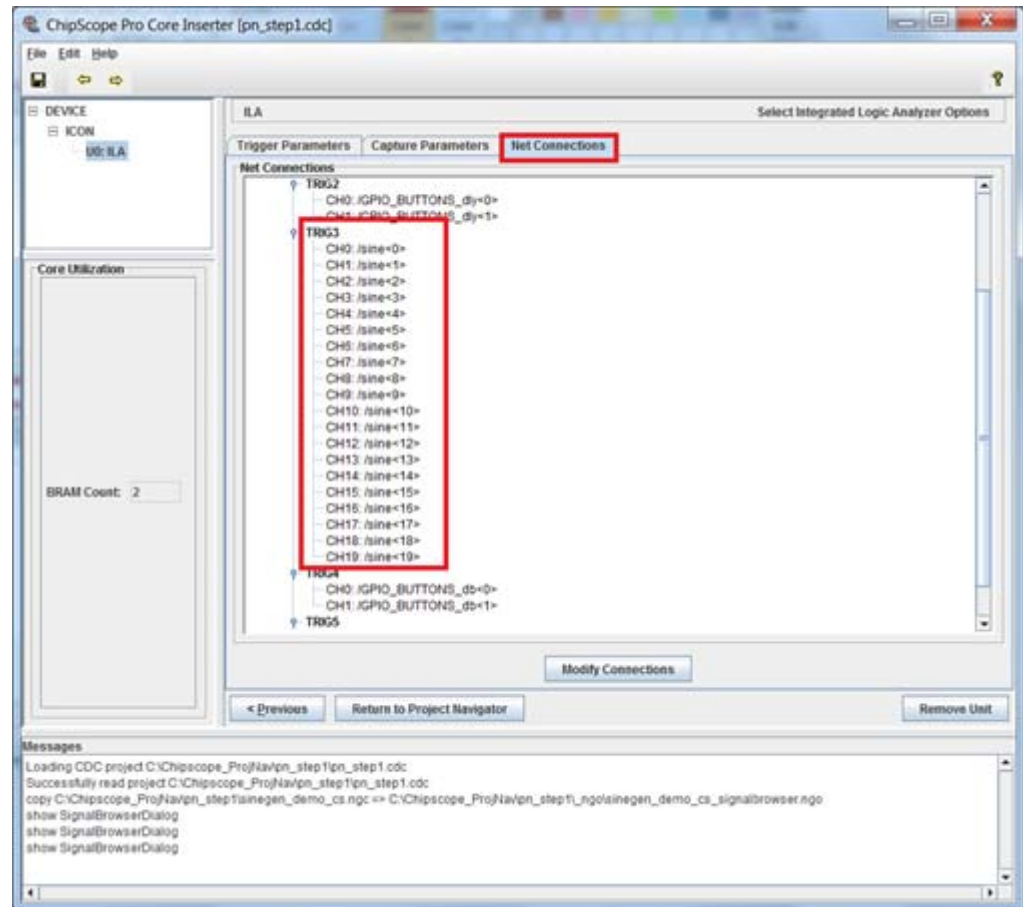 ChipScope Pro Core Inserter [pn_step1.cdc]
File Edit Help
DEVICE
ICON
U0: ILA
ILA Select Integrated Logic Analyzer Options
Trigger Parameters Capture Parameters Net Connections
Net Connections
TRIG2
CH0: /GPIO_BUTTONS_dly<0>
CH1: /GPIO_BUTTONS_dly<1>
TRIG3
CH0: /sine<0>
CH1: /sine<1>
CH2: /sine<2>
CH3: /sine<3>
CH4: /sine<4>
CH5: /sine<5>
CH6: /sine<6>
CH7: /sine<7>
CH8: /sine<8>
CH9: /sine<9>
CH10: /sine<10>
CH11: /sine<11>
CH12: /sine<12>
CH13: /sine<13>
CH14: /sine<14>
CH15: /sine<15>
CH16: /sine<16>
CH17: /sine<17>
CH18: /sine<18>
CH19: /sine<19>
TRIG4
CH0: /GPIO_BUTTONS_db<0>
CH1: /GPIO_BUTTONS_db<1>
TRIG5
Core Utilization
BRAM Count: 2
Modify Connections
< Previous Return to Project Navigator Remove Unit
Messages
Loading CDC project C:\Chipscope_ProjNav\pn_step1\pn_step1.cdc
Successfully read project C:\Chipscope_ProjNav\pn_step1\pn_step1.cdc
copy C:\Chipscope_ProjNav\pn_step1\sinegen_demo_cs.ngc => C:\Chipscope_ProjNav\pn_step1\_ngo\sinegen_demo_cs_signalbrowser.ngo
show SignalBrowserDialog
show SignalBrowserDialog
show SignalBrowserDialog